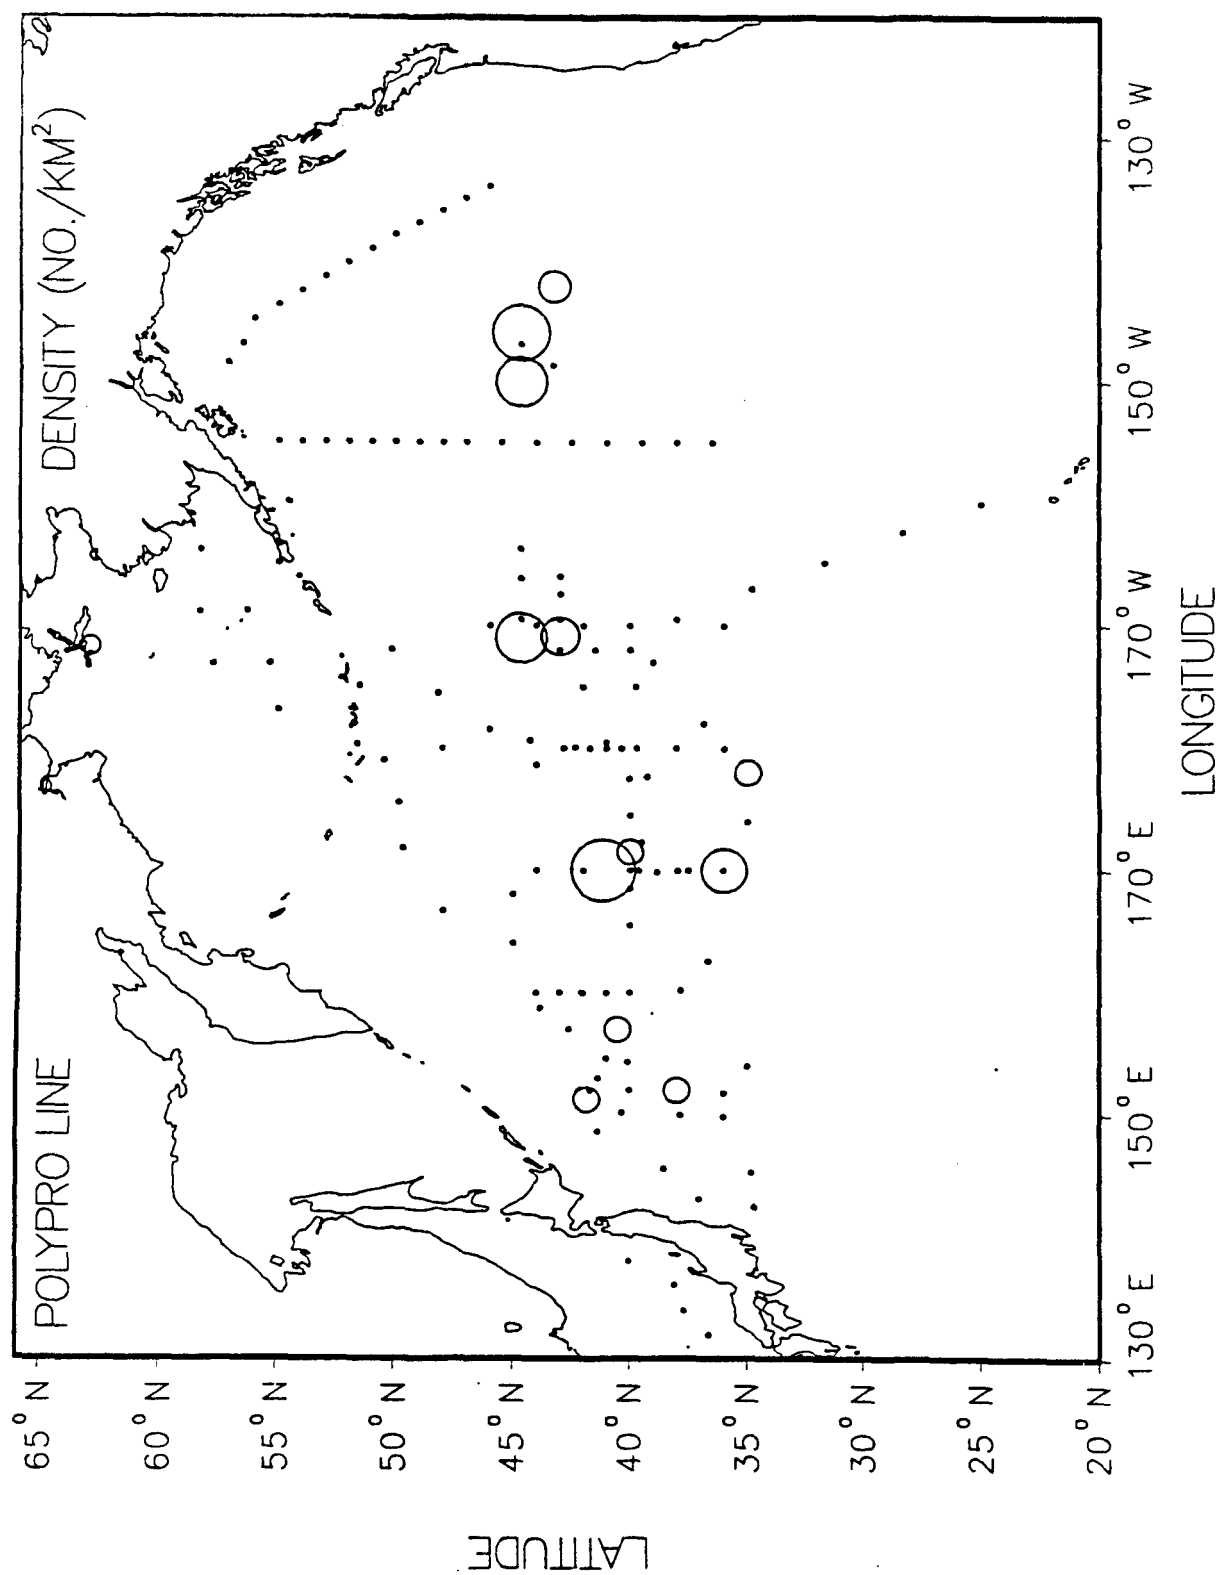 POLYPRO LINE DENSITY (NO./KM²)
65° N
60° N
55° N
50° N
45° N
40° N
35° N
30° N
25° N
20° N
LATITUDE
130° E
150° E
170° E
170° W
150° W
130° W
LONGITUDE